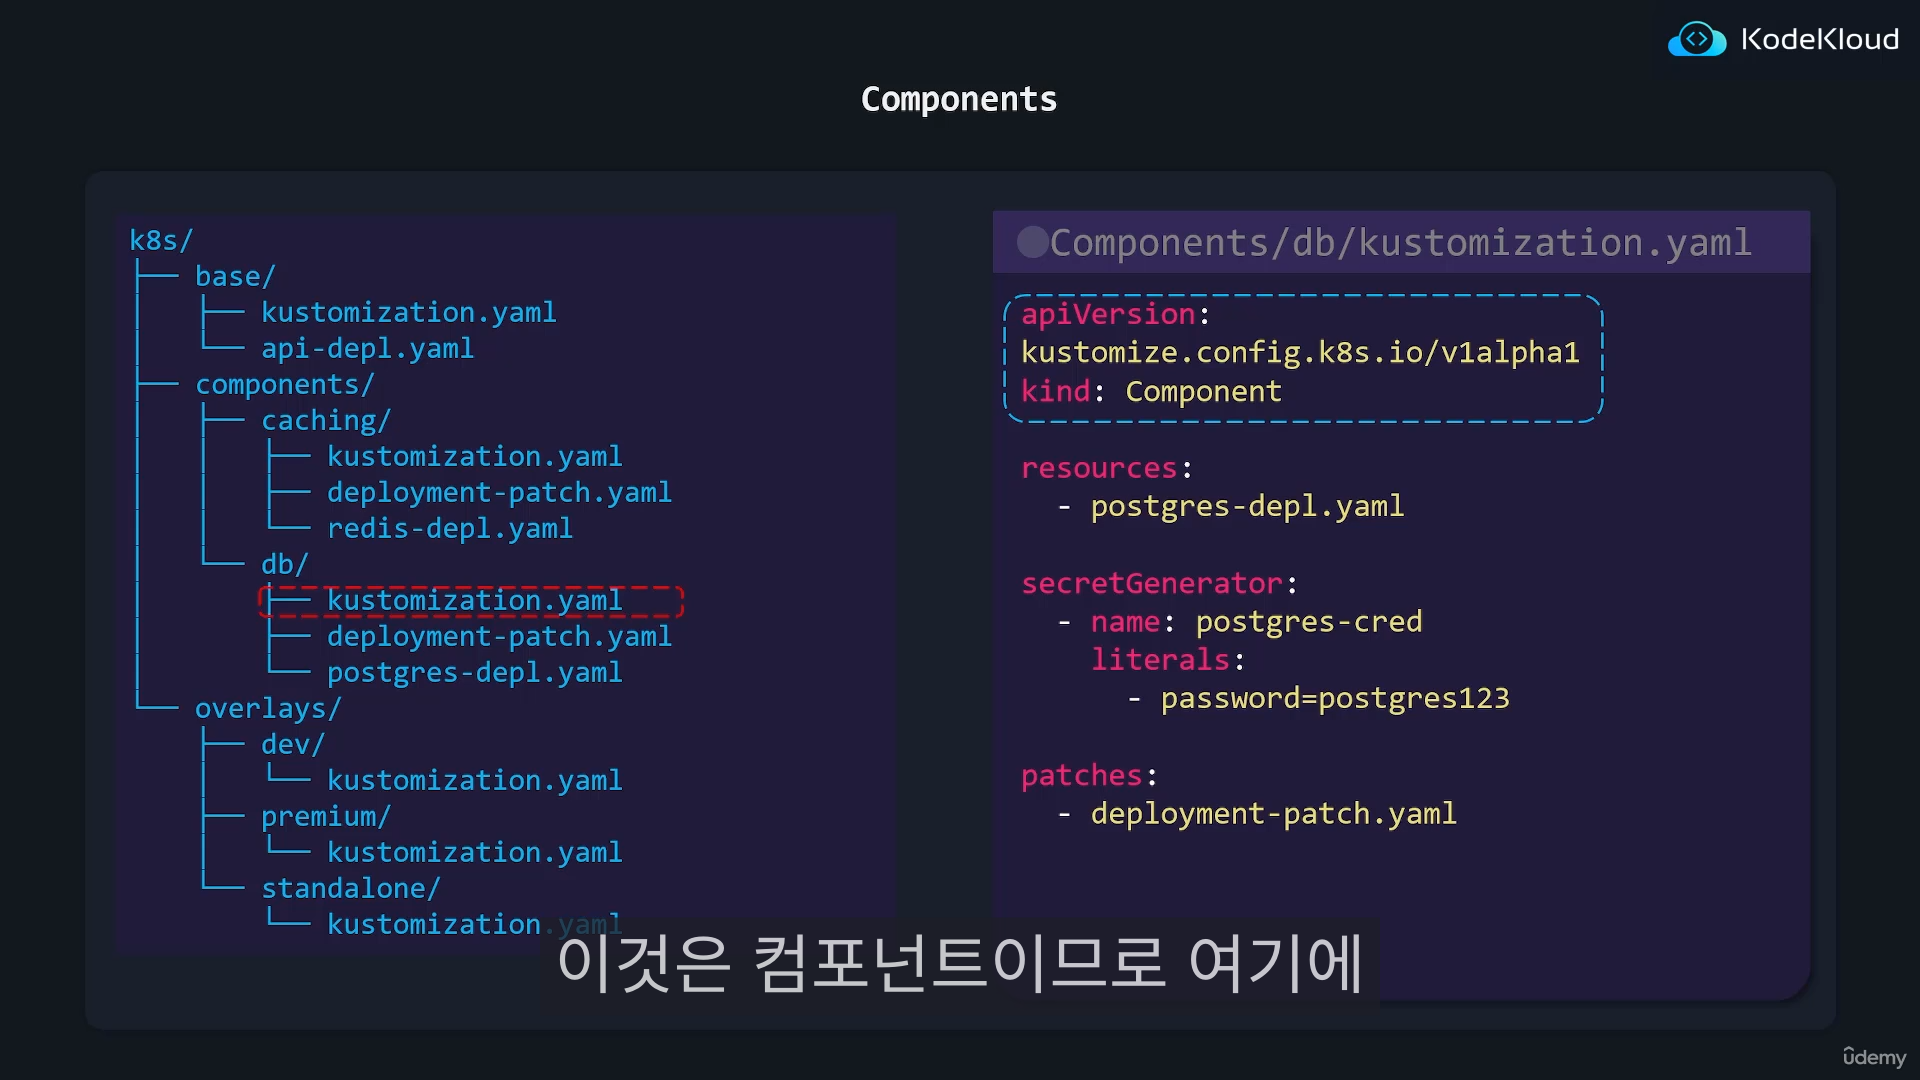 KodeKloud
Components
k8s/
├── base/
│   ├── kustomization.yaml
│   └── api-depl.yaml
├── components/
│   ├── caching/
│   │   ├── kustomization.yaml
│   │   ├── deployment-patch.yaml
│   │   └── redis-depl.yaml
│   └── db/
│       ├── kustomization.yaml
│       ├── deployment-patch.yaml
│       └── postgres-depl.yaml
└── overlays/
    ├── dev/
    │   └── kustomization.yaml
    ├── premium/
    │   └── kustomization.yaml
    └── standalone/
        └── kustomization.yaml
Components/db/kustomization.yaml
apiVersion:
kustomize.config.k8s.io/v1alpha1
kind: Component
resources:
  - postgres-depl.yaml
secretGenerator:
  - name: postgres-cred
    literals:
      - password=postgres123
patches:
  - deployment-patch.yaml
이것은 컴포넌트이므로 여기에
ûdemy